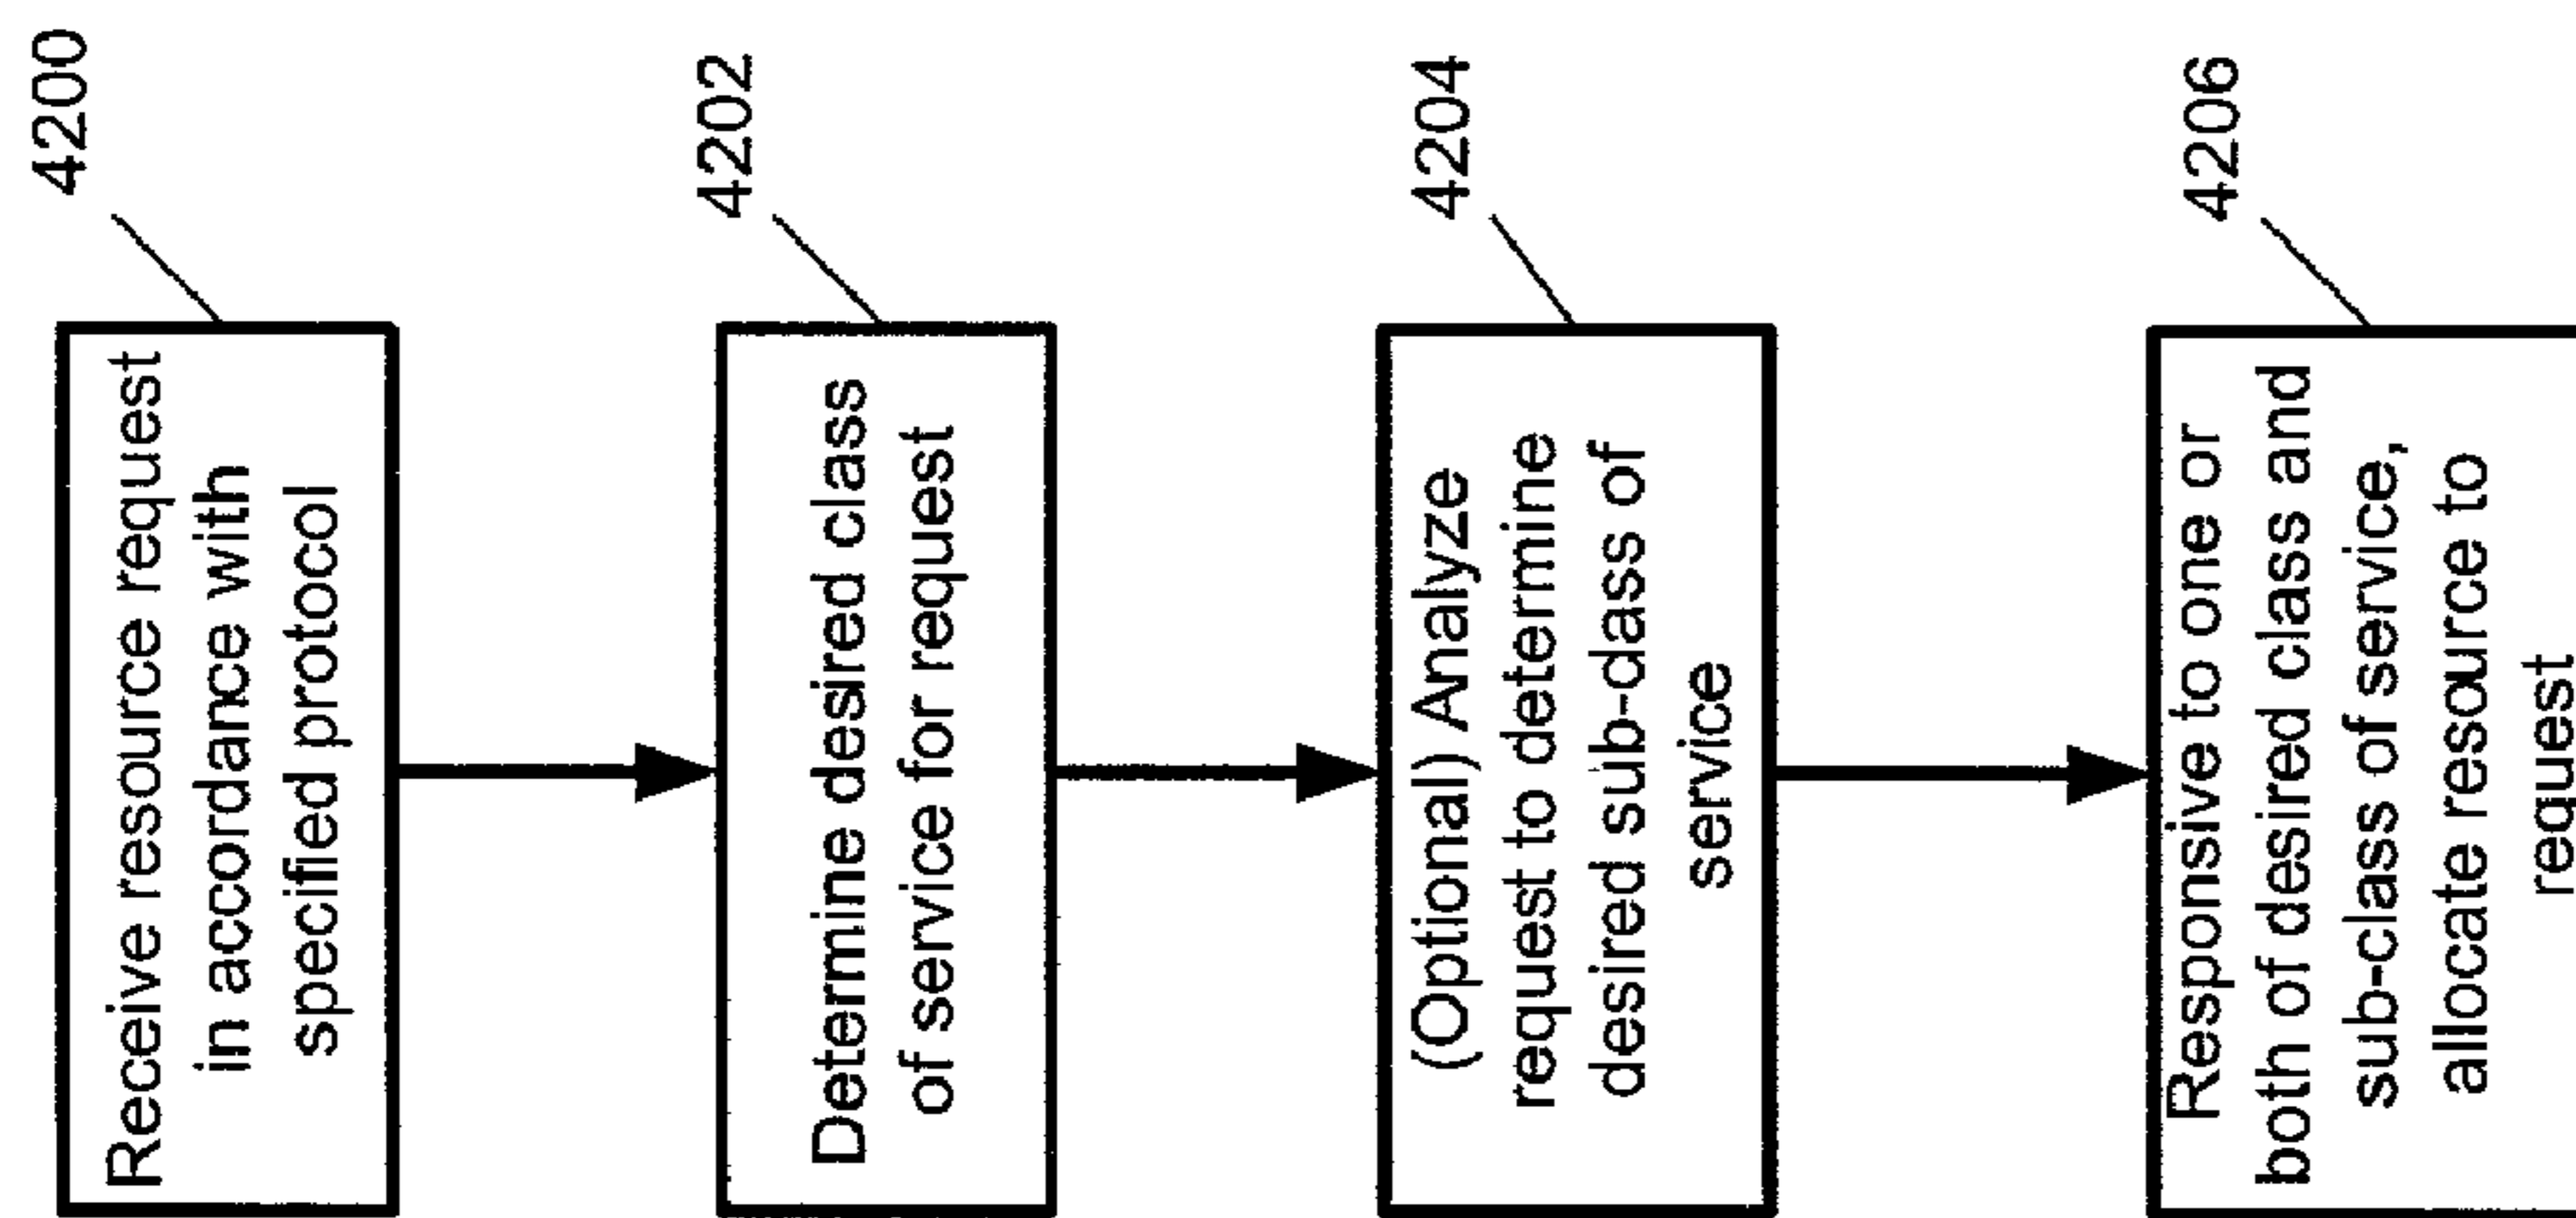 4200
Receive resource request
in accordance with
specified protocol
4202
Determine desired class
of service for request
4204
(Optional) Analyze
request to determine
desired sub-class of
service
4206
Responsive to one or
both of desired class and
sub-class of service,
allocate resource to
request